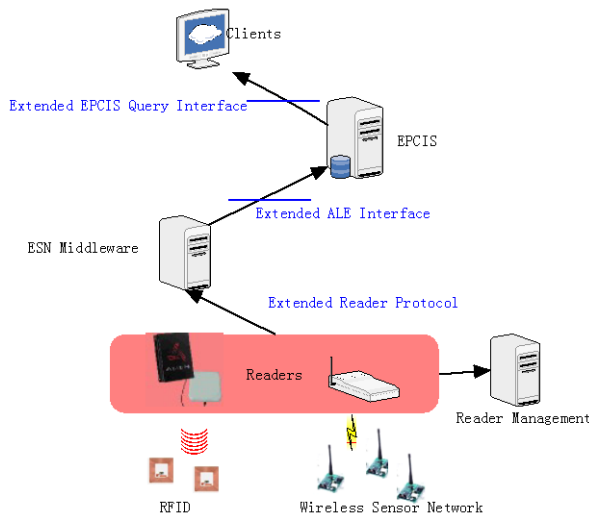 Clients
Extended EPCIS Query Interface
EPCIS
Extended ALE Interface
ESN Middleware
Extended Reader Protocol
Readers
Reader Management
RFID
Wireless Sensor Network